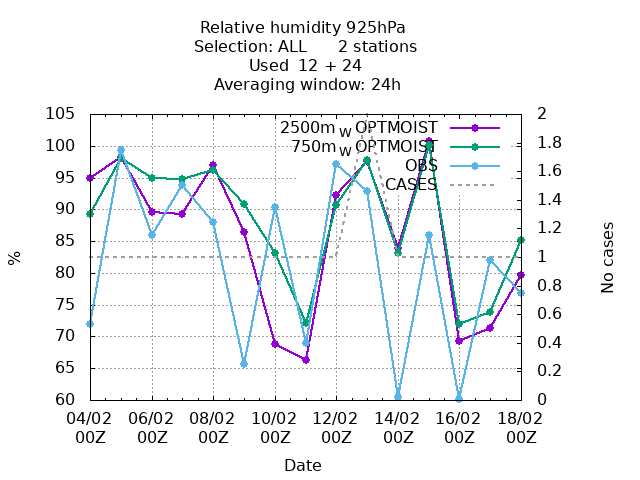 Relative humidity 925hPa
Selection: ALL      2 stations
Used  12 + 24
Averaging window: 24h
2500m W OPTMOIST
750m W OPTMOIST
OBS
CASES
105
100
95
90
85
80
75
70
65
60
2
1.8
1.6
1.4
1.2
1
0.8
0.6
0.4
0.2
0
%
No cases
04/02 06/02 08/02 10/02 12/02 14/02 16/02 18/02
00Z 00Z 00Z 00Z 00Z 00Z 00Z 00Z
Date